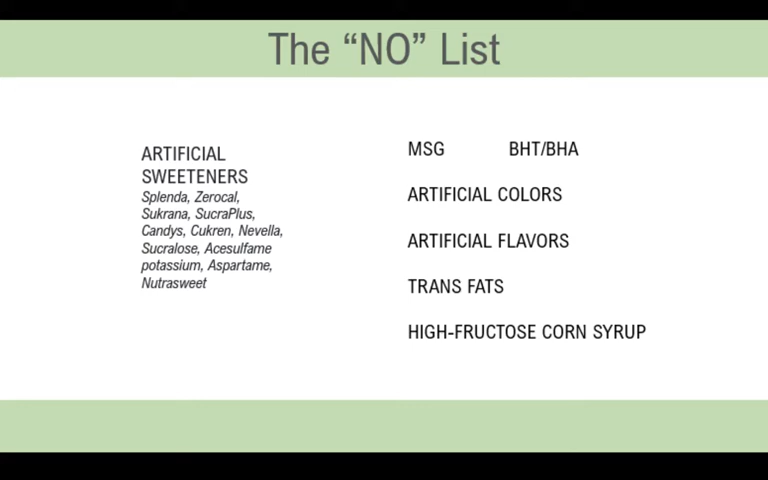 The “NO” List
ARTIFICIAL
SWEETENERS
Splenda, Zerocal,
Sukrana, SucraPlus,
Candys, Cukren, Nevella,
Sucralose, Acesulfame
potassium, Aspartame,
Nutrasweet
MSG BHT/BHA
ARTIFICIAL COLORS
ARTIFICIAL FLAVORS
TRANS FATS
HIGH-FRUCTOSE CORN SYRUP